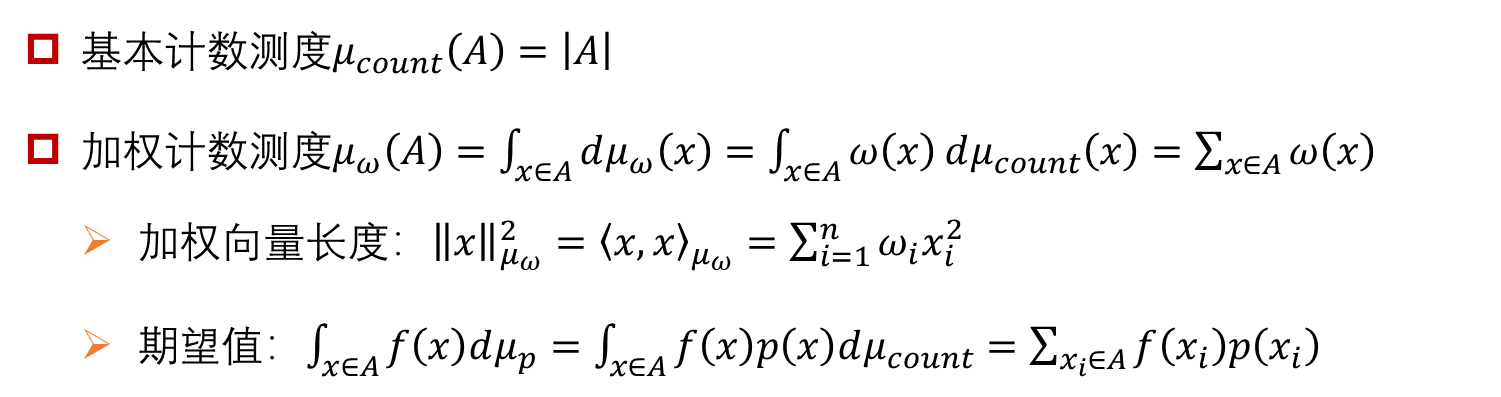 基本计数测度μ_{count}(A) = |A|
加权计数测度μ_ω(A) = ∫_{x∈A} dμ_ω(x) = ∫_{x∈A} ω(x) dμ_{count}(x) = ∑_{x∈A} ω(x)
加权向量长度：‖x‖²_{μ_ω} = ⟨x, x⟩_{μ_ω} = ∑_{i=1}^{n} ω_i x_i^2
期望值：∫_{x∈A} f(x)dμ_p = ∫_{x∈A} f(x)p(x)dμ_{count} = ∑_{x_i∈A} f(x_i)p(x_i)